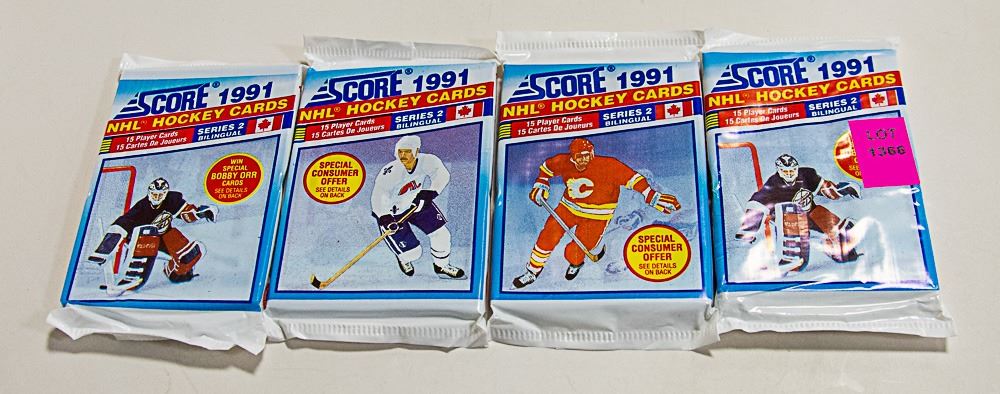 SCORE® 1991
NHL® HOCKEY CARDS
15 Player Cards
15 Cartes De Joueurs
SERIES 2
BILINGUAL
WIN
SPECIAL
BOBBY ORR
CARDS
SEE DETAILS
ON BACK
SCORE® 1991
NHL® HOCKEY CARDS
15 Player Cards
15 Cartes De Joueurs
SERIES 2
BILINGUAL
SPECIAL
CONSUMER
OFFER
SEE DETAILS
ON BACK
SCORE® 1991
NHL® HOCKEY CARDS
15 Player Cards
15 Cartes De Joueurs
SERIES 2
BILINGUAL
SPECIAL
CONSUMER
OFFER
SEE DETAILS
ON BACK
SCORE® 1991
NHL® HOCKEY CARDS
15 Player Cards
15 Cartes De Joueurs
SERIES 2
BILINGUAL
LOT